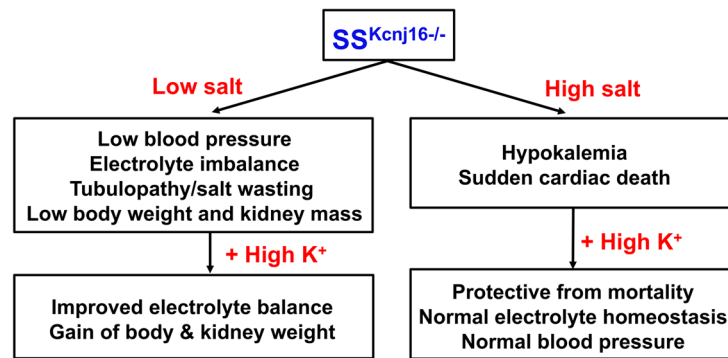 SS^Kcnj16-/-
Low salt
High salt
Low blood pressure
Electrolyte imbalance
Tubulopathy/salt wasting
Low body weight and kidney mass
Hypokalemia
Sudden cardiac death
+ High K⁺
+ High K⁺
Improved electrolyte balance
Gain of body & kidney weight
Protective from mortality
Normal electrolyte homeostasis
Normal blood pressure